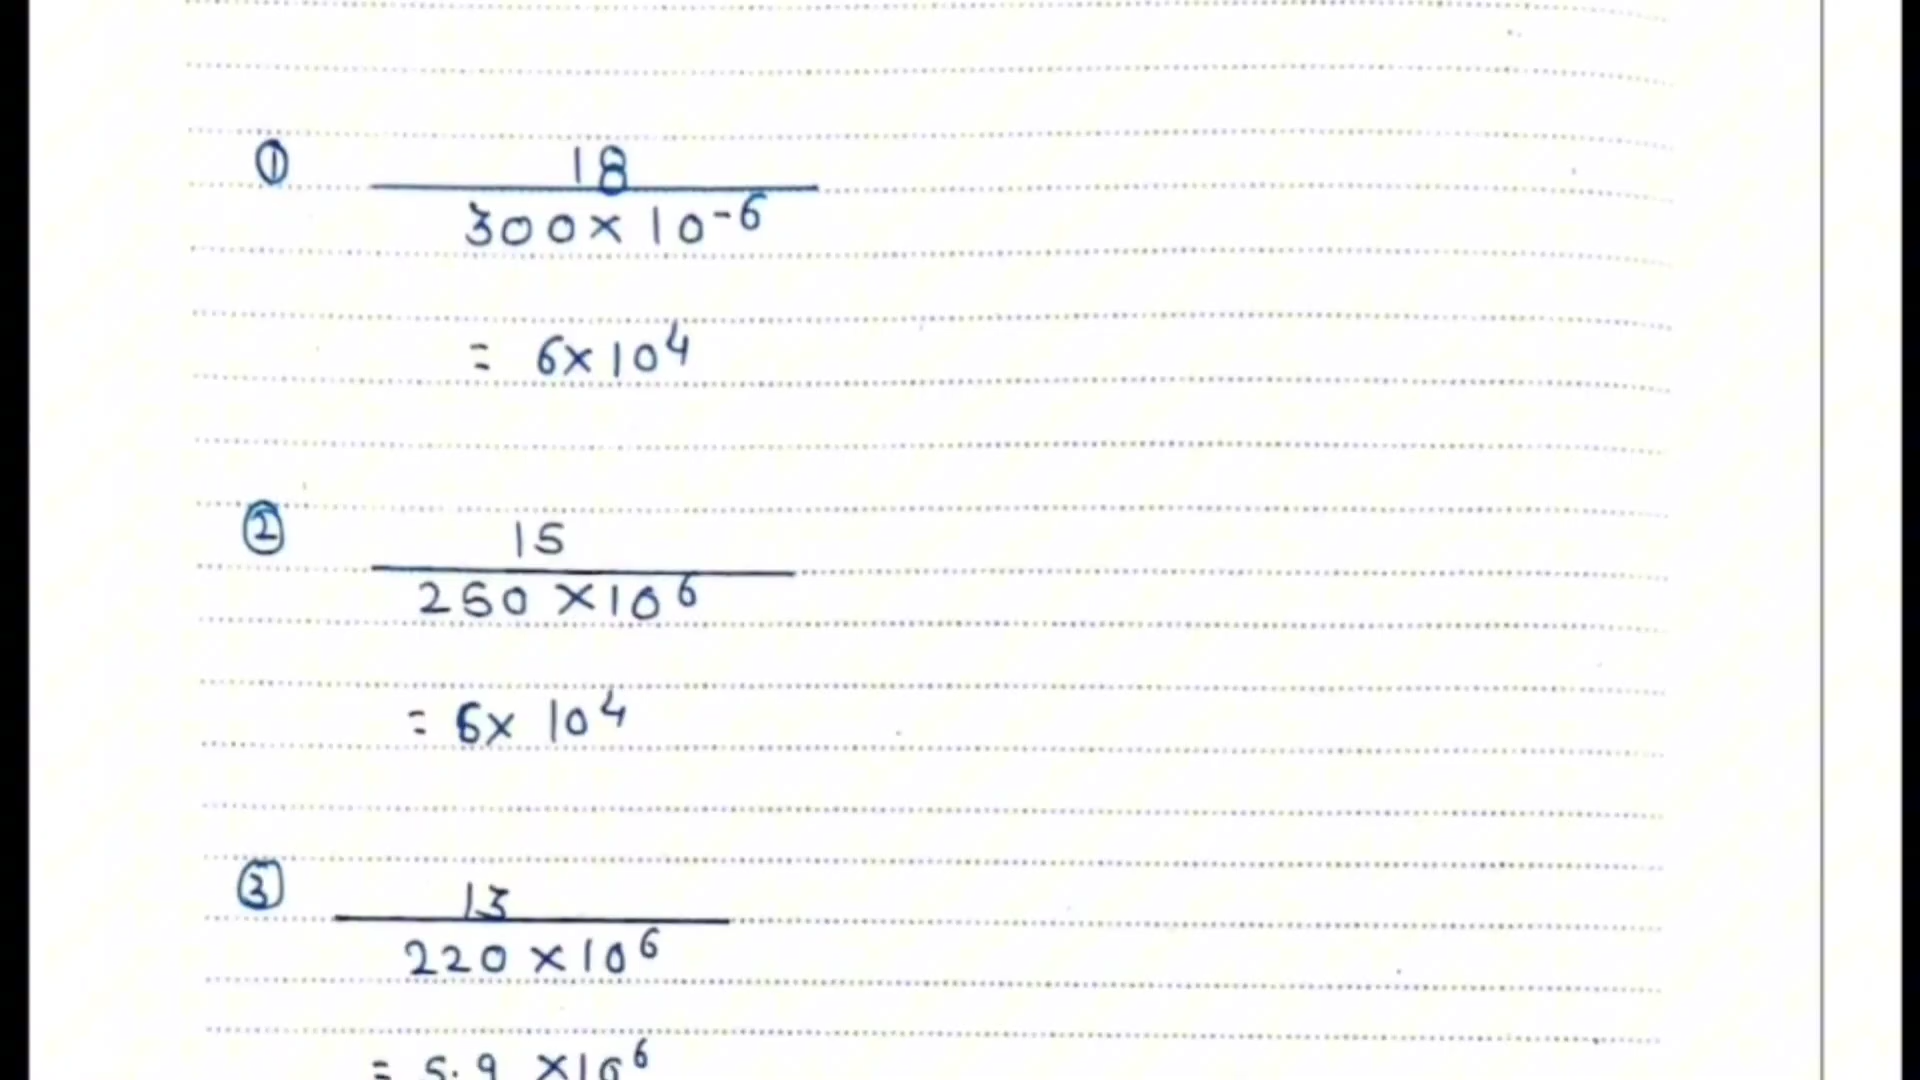 ① 18
300 × 10⁻⁶
= 6×10⁴
② 15
250 ×10⁶
= 6× 10⁴
③ 13
220 ×10⁶
= 5.9 ×10⁶